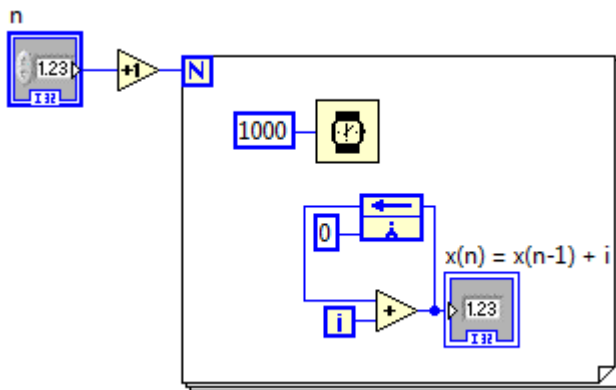 n
1.23
I32
+1
N
1000
0
x(n) = x(n-1) + i
i
+
1.23
I32